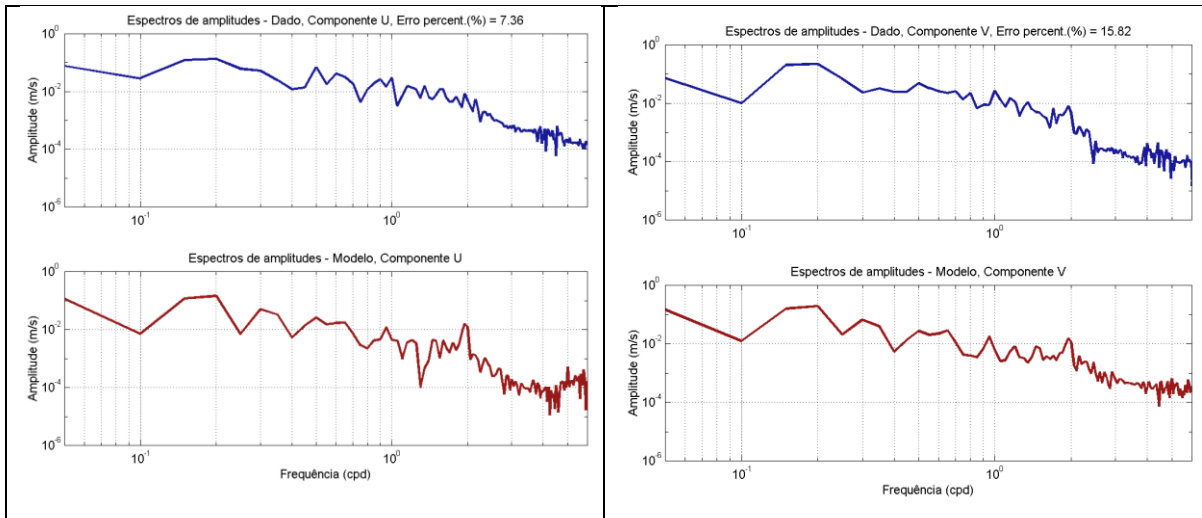 Espectros de amplitudes - Dado, Componente U, Erro percent.(%) = 7.36
10^0
10^-2
10^-4
10^-6
Amplitude (m/s)
10^-1
10^0
Espectros de amplitudes - Modelo, Componente U
10^0
10^-2
10^-4
10^-6
Amplitude (m/s)
10^-1
10^0
Frequência (cpd)
Espectros de amplitudes - Dado, Componente V, Erro percent.(%) = 15.82
10^0
10^-2
10^-4
10^-6
Amplitude (m/s)
10^-1
10^0
Espectros de amplitudes - Modelo, Componente V
10^0
10^-2
10^-4
10^-6
Amplitude (m/s)
10^-1
10^0
Frequência (cpd)